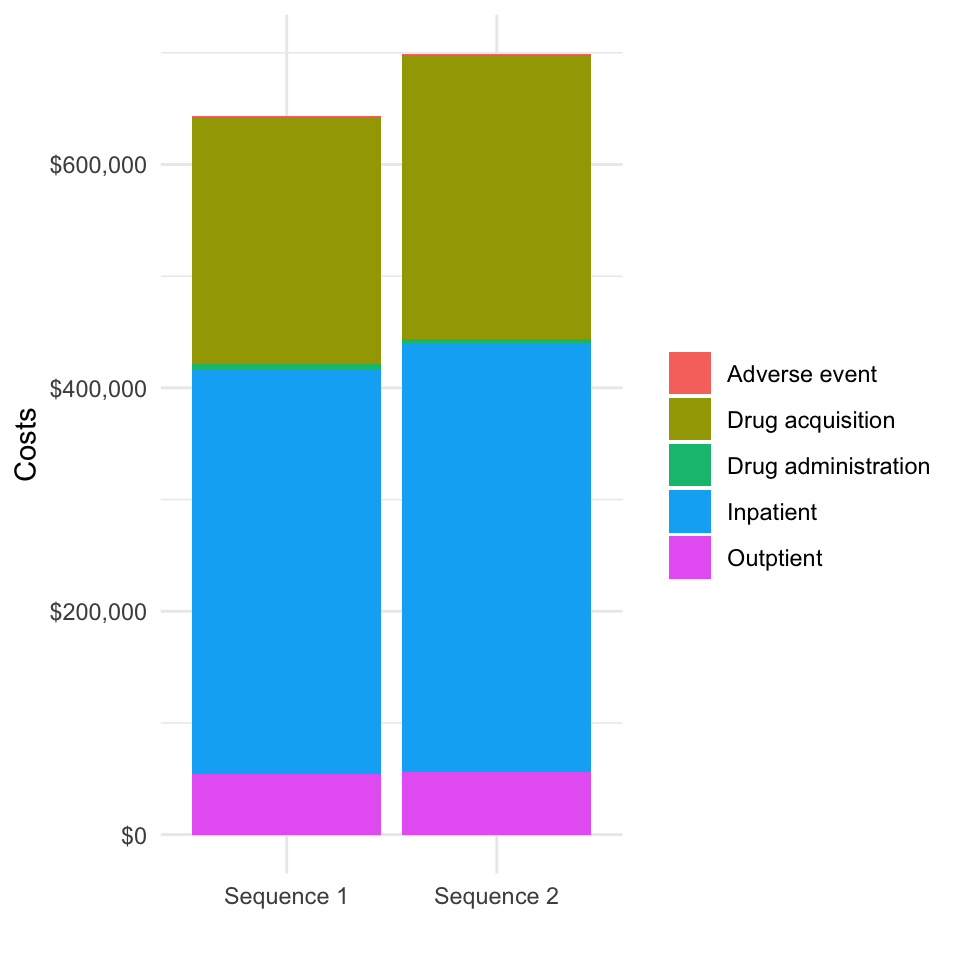 $600,000
$400,000
$200,000
$0
Costs
Sequence 1
Sequence 2
Adverse event
Drug acquisition
Drug administration
Inpatient
Outptient